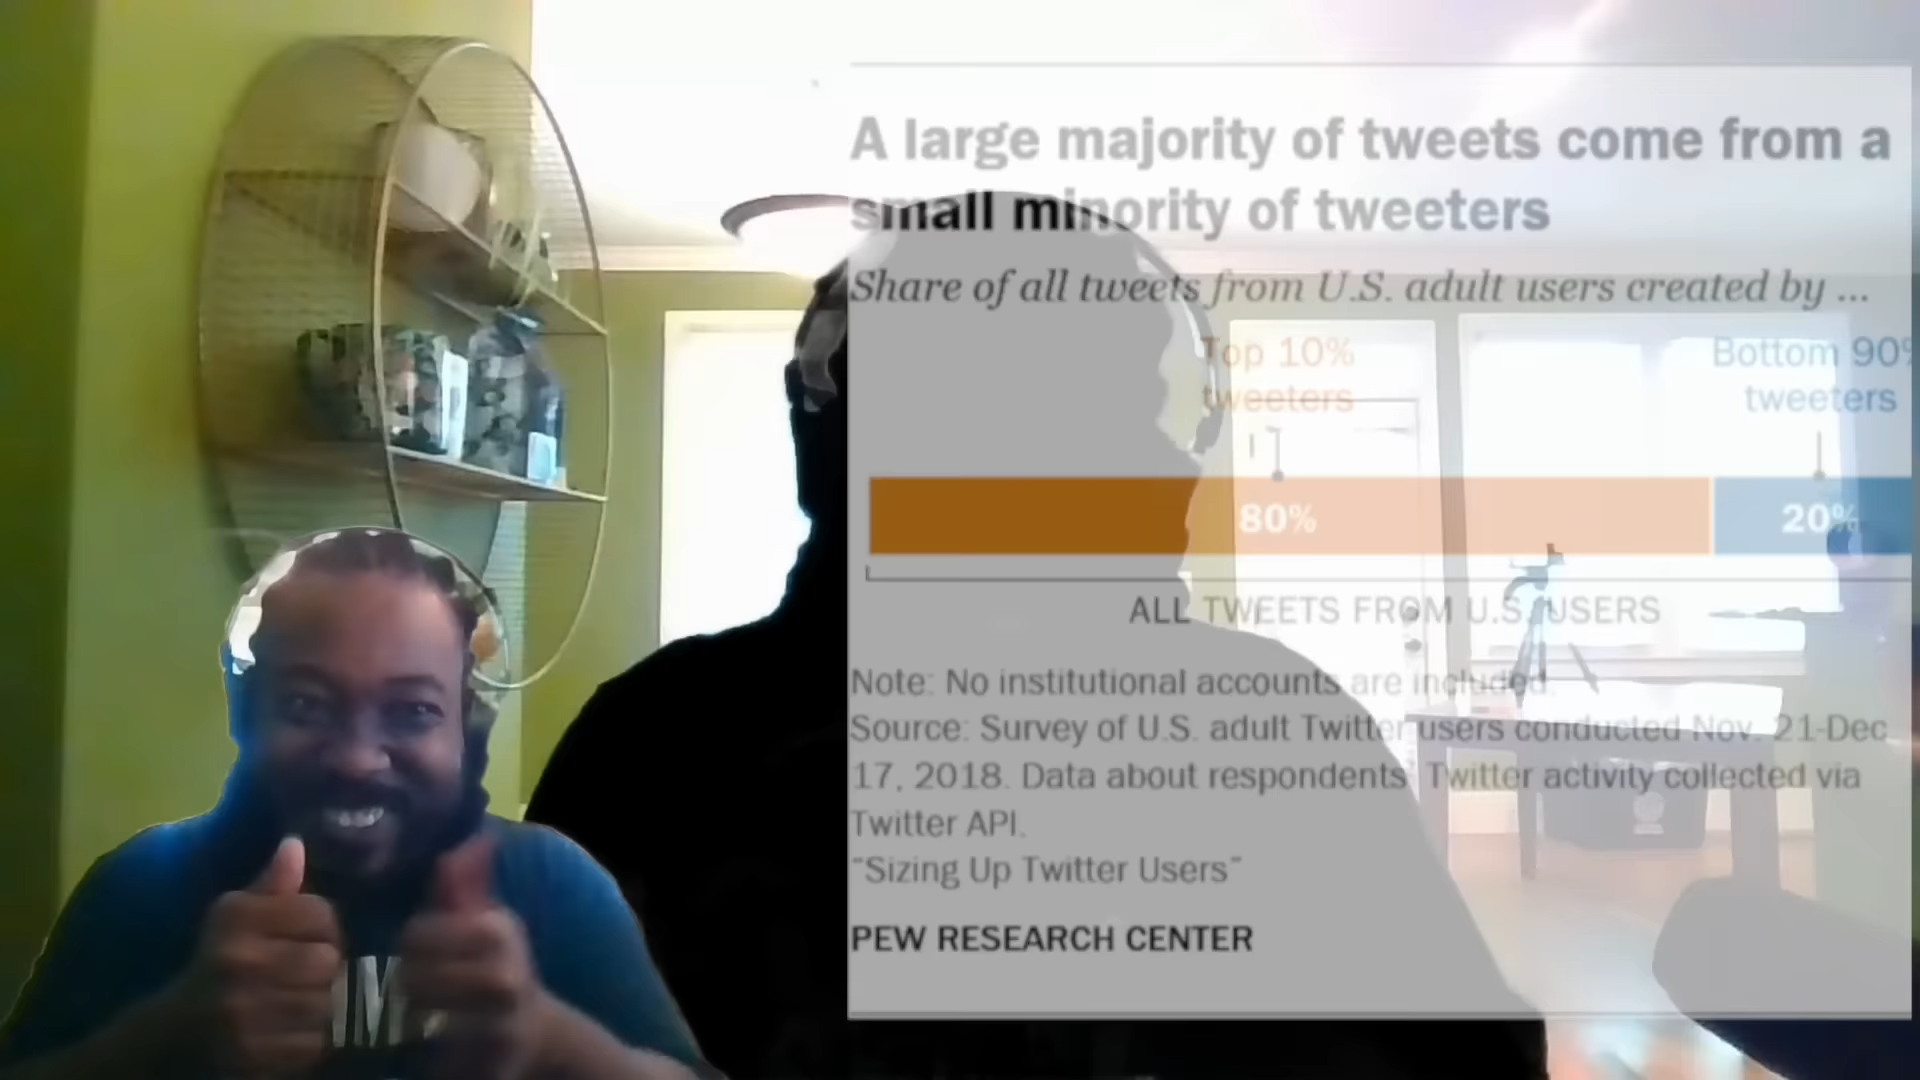 A large majority of tweets come from a
small minority of tweeters
Share of all tweets from U.S. adult users created by ...
Top 10%
tweeters
Bottom 90%
tweeters
80%
20%
ALL TWEETS FROM U.S. USERS
Note: No institutional accounts are included.
Source: Survey of U.S. adult Twitter users conducted Nov. 21-Dec
17, 2018. Data about respondents' Twitter activity collected via
Twitter API.
"Sizing Up Twitter Users"
PEW RESEARCH CENTER